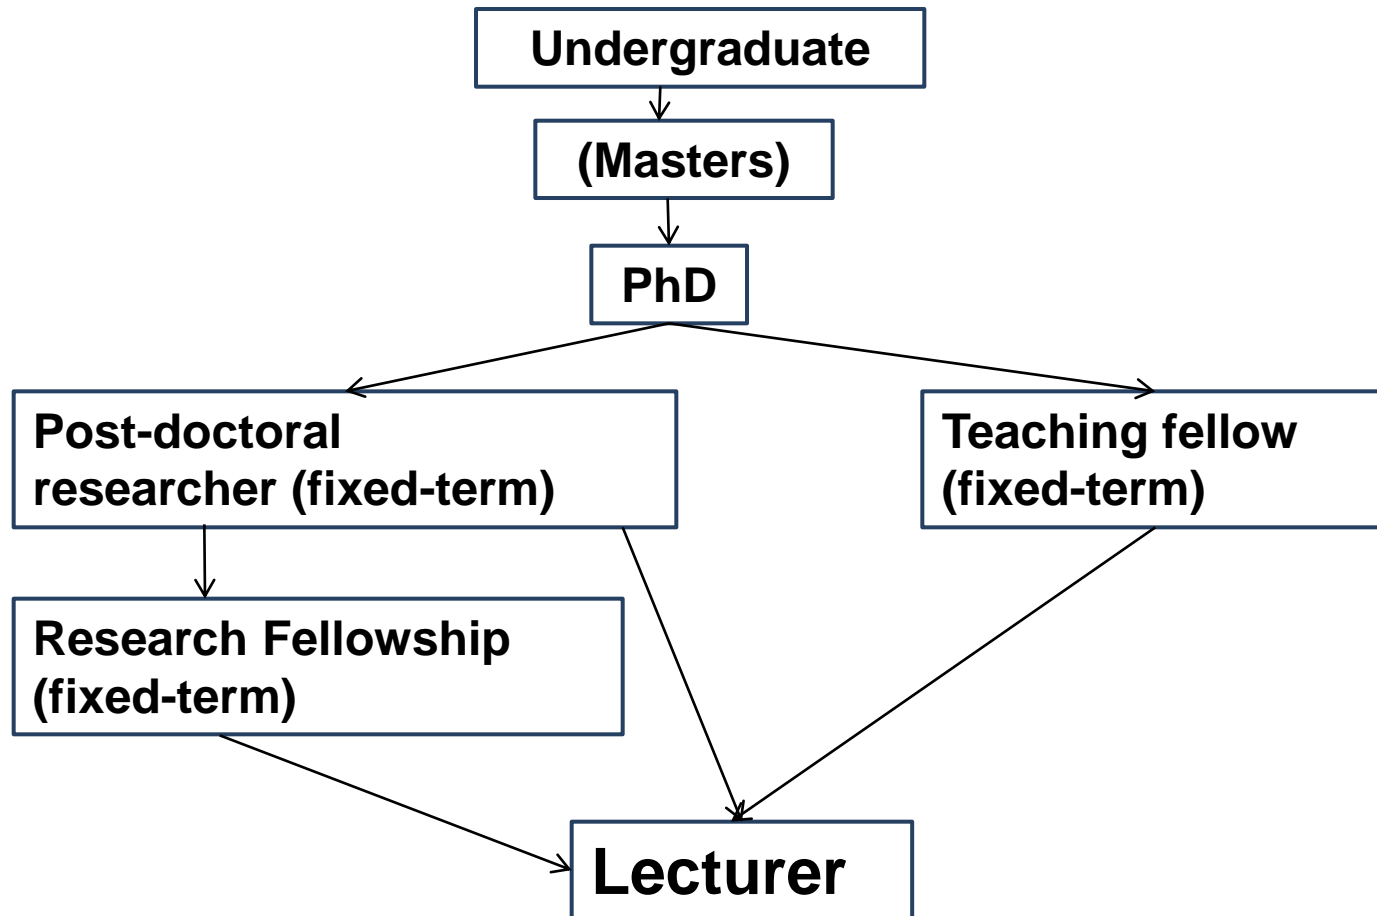 Undergraduate
(Masters)
PhD
Post-doctoral
researcher (fixed-term)
Teaching fellow
(fixed-term)
Research Fellowship
(fixed-term)
Lecturer